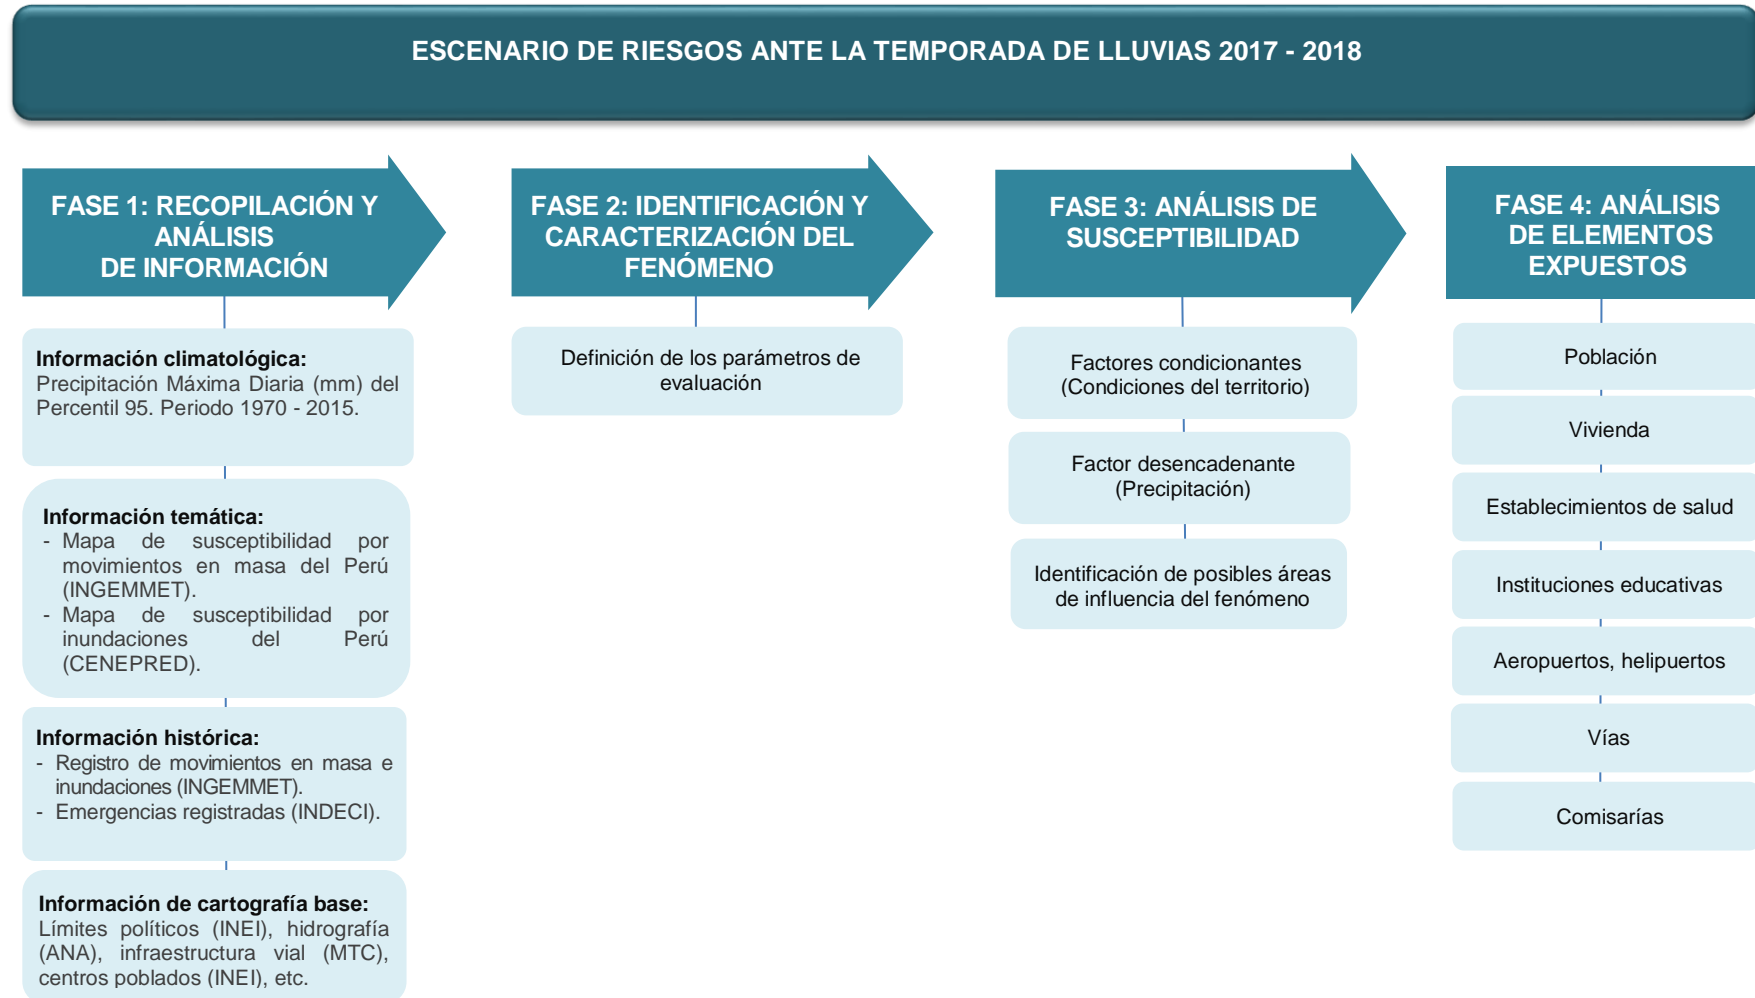 ESCENARIO DE RIESGOS ANTE LA TEMPORADA DE LLUVIAS 2017 - 2018
FASE 1: RECOPILACIÓN Y
ANÁLISIS
DE INFORMACIÓN
Información climatológica:
Precipitación Máxima Diaria (mm) del
Percentil 95. Periodo 1970 - 2015.
Información temática:
- Mapa de susceptibilidad por
movimientos en masa del Perú
(INGEMMET).
- Mapa de susceptibilidad por
inundaciones del Perú
(CENEPRED).
Información histórica:
- Registro de movimientos en masa e
inundaciones (INGEMMET).
- Emergencias registradas (INDECI).
Información de cartografía base:
Límites políticos (INEI), hidrografía
(ANA), infraestructura vial (MTC),
centros poblados (INEI), etc.
FASE 2: IDENTIFICACIÓN Y
CARACTERIZACIÓN DEL
FENÓMENO
Definición de los parámetros de
evaluación
FASE 3: ANÁLISIS DE
SUSCEPTIBILIDAD
Factores condicionantes
(Condiciones del territorio)
Factor desencadenante
(Precipitación)
Identificación de posibles áreas
de influencia del fenómeno
FASE 4: ANÁLISIS
DE ELEMENTOS
EXPUESTOS
Población
Vivienda
Establecimientos de salud
Instituciones educativas
Aeropuertos, helipuertos
Vías
Comisarías